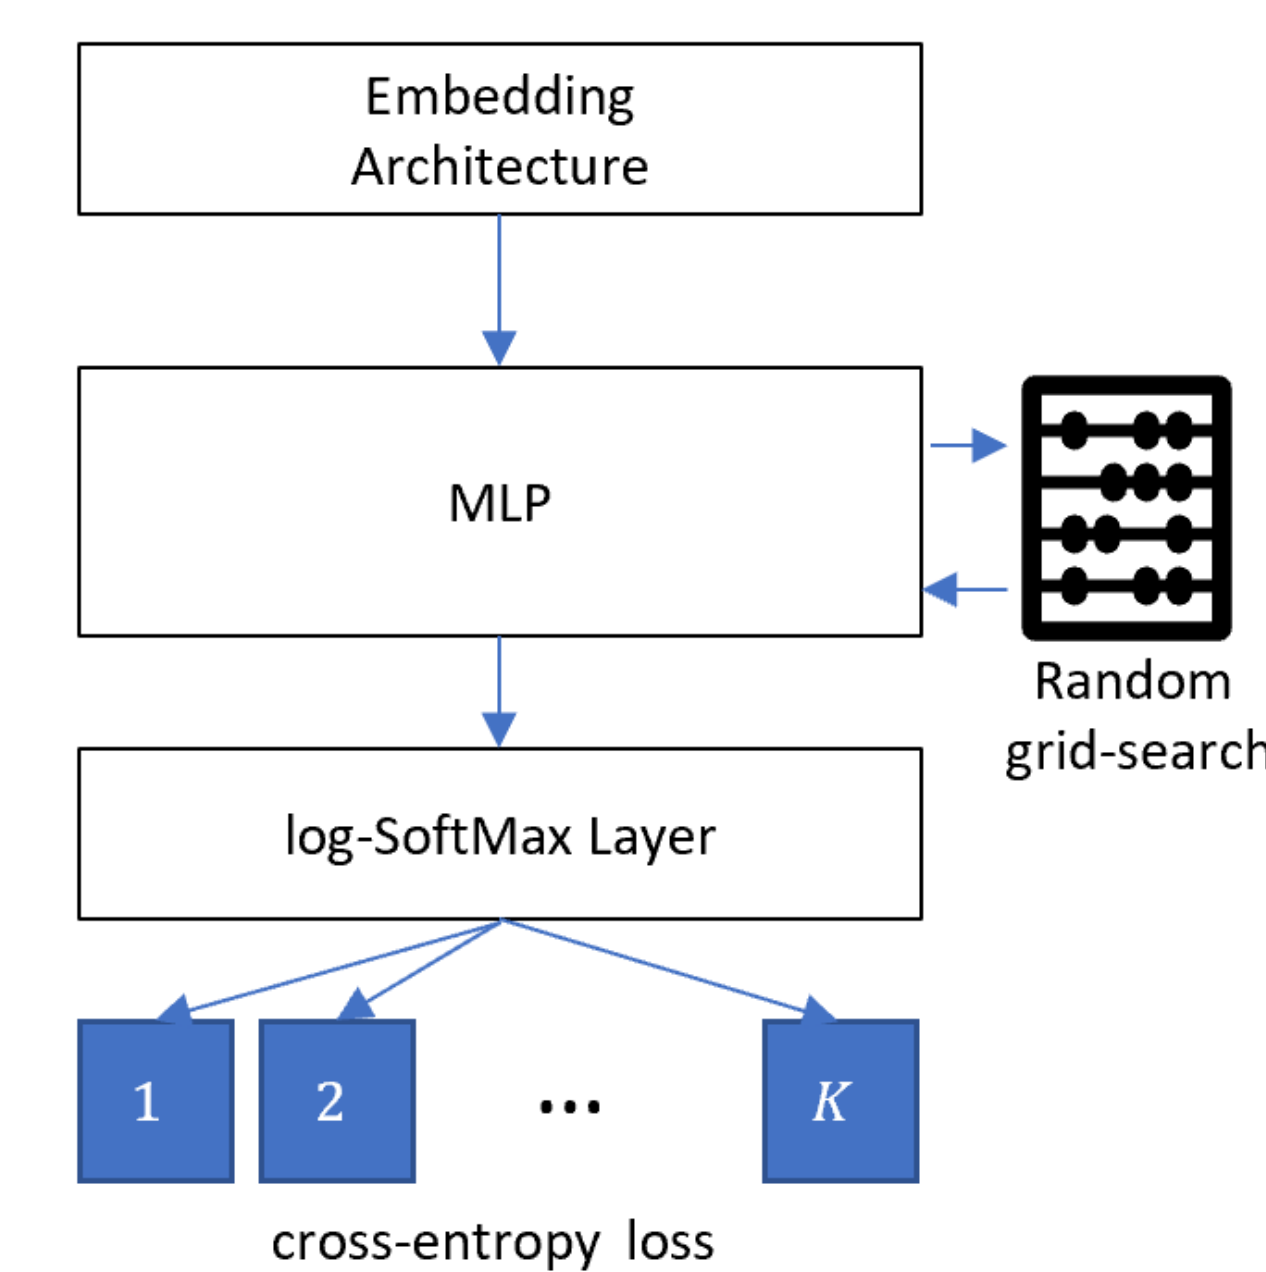 Embedding
Architecture
MLP
Random
grid-search
log-SoftMax Layer
1 2 ... K
cross-entropy loss